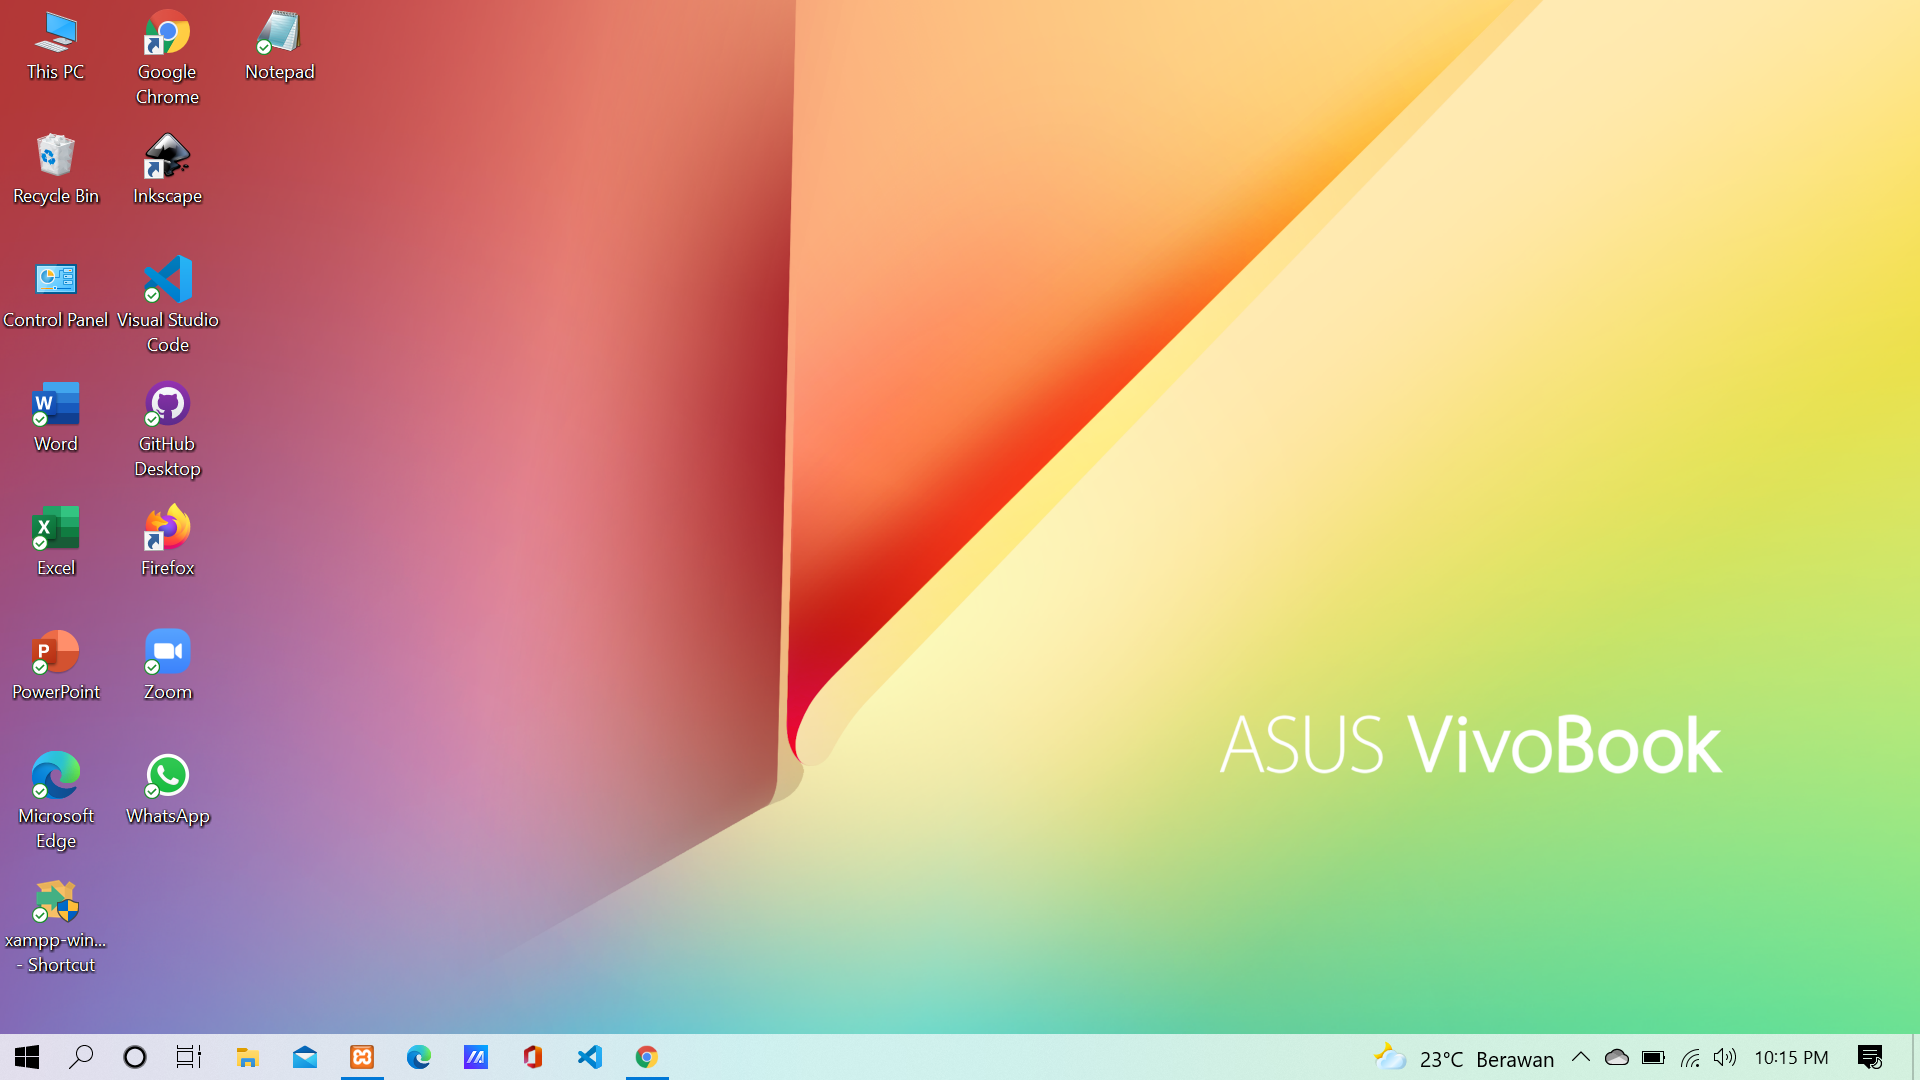 This PC
Google
Chrome
Notepad
Recycle Bin
Inkscape
Control Panel
Visual Studio
Code
Word
GitHub
Desktop
Excel
Firefox
PowerPoint
Zoom
Microsoft
Edge
WhatsApp
xampp-win...
- Shortcut
ASUS VivoBook
23°C Berawan
10:15 PM